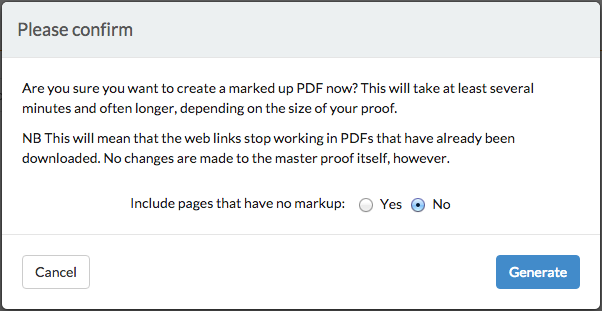 Please confirm
Are you sure you want to create a marked up PDF now? This will take at least several
minutes and often longer, depending on the size of your proof.
NB This will mean that the web links stop working in PDFs that have already been
downloaded. No changes are made to the master proof itself, however.
Include pages that have no markup: Yes No
Cancel Generate